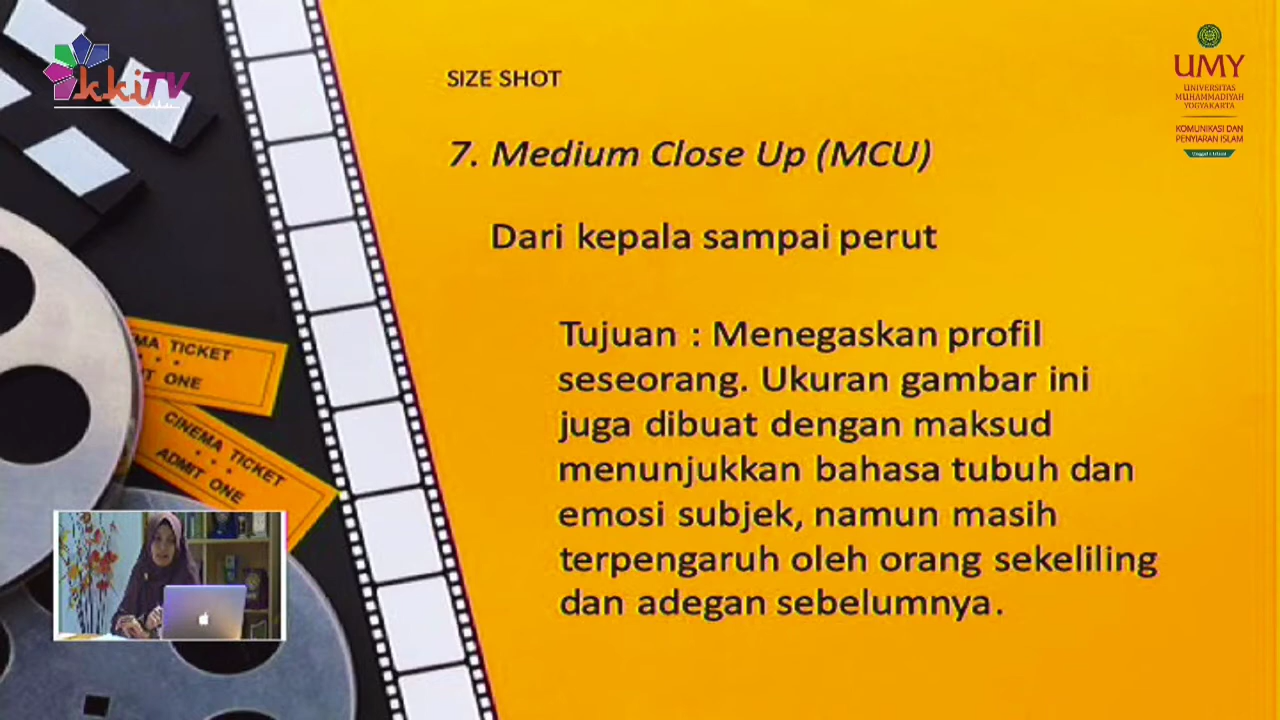 kkiTV
SIZE SHOT
7. Medium Close Up (MCU)
Dari kepala sampai perut
Tujuan : Menegaskan profil
seseorang. Ukuran gambar ini
juga dibuat dengan maksud
menunjukkan bahasa tubuh dan
emosi subjek, namun masih
terpengaruh oleh orang sekeliling
dan adegan sebelumnya.
UMY
UNIVERSITAS
MUHAMMADIYAH
YOGYAKARTA
KOMUNIKASI DAN
PENYIARAN ISLAM
Unggul & Islami
MA TICKET
T ONE
CINEMA TICKET
ADMIT ONE